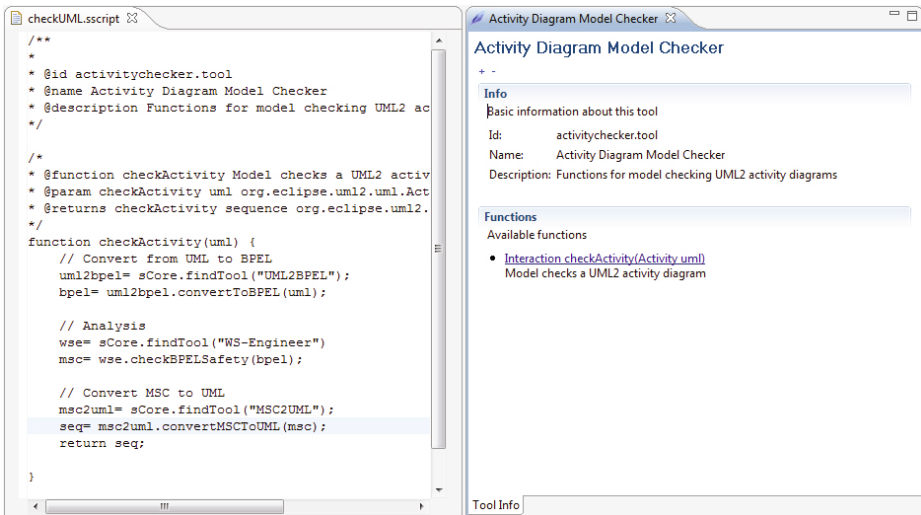 checkUML.sscript
/**
*
* @id activitychecker.tool
* @name Activity Diagram Model Checker
* @description Functions for model checking UML2 ac
*/
/*
* @function checkActivity Model checks a UML2 activ
* @param checkActivity uml org.eclipse.uml2.uml.Act
* @returns checkActivity sequence org.eclipse.uml2.
*/
function checkActivity(uml) {
// Convert from UML to BPEL
uml2bpel= sCore.findTool("UML2BPEL");
bpel= uml2bpel.convertToBPEL(uml);
// Analysis
wse= sCore.findTool("WS-Engineer")
msc= wse.checkBPELSafety(bpel);
// Convert MSC to UML
msc2uml= sCore.findTool("MSC2UML");
seq= msc2uml.convertMSCToUML(msc);
return seq;
}
Activity Diagram Model Checker
Activity Diagram Model Checker
+ -
Info
Basic information about this tool
Id: activitychecker.tool
Name: Activity Diagram Model Checker
Description: Functions for model checking UML2 activity diagrams
Functions
Available functions
• Interaction checkActivity(Activity uml)
Model checks a UML2 activity diagram
Tool Info